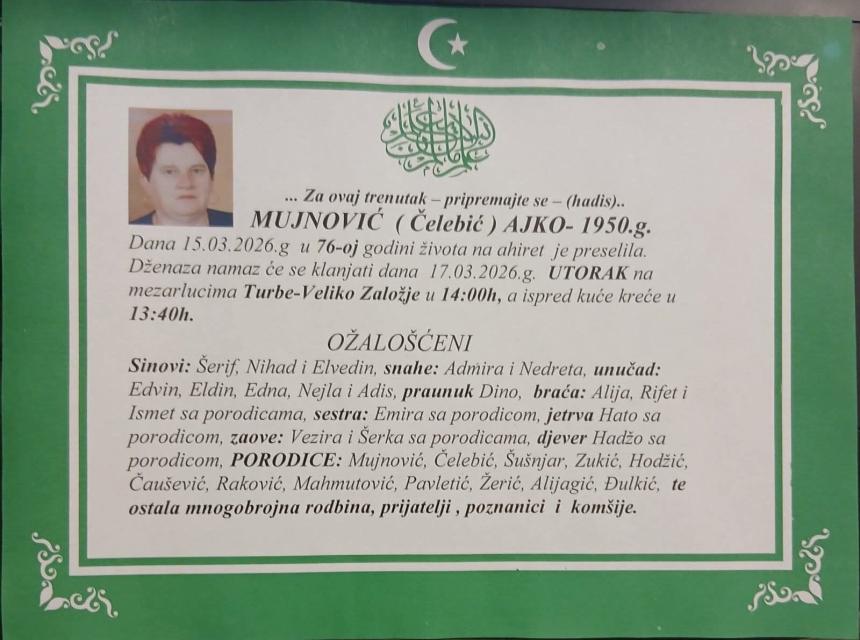 ... Za ovaj trenutak – pripremajte se – (hadis)..
MUJNOVIĆ ( Čelebić ) AJKO- 1950.g.
Dana 15.03.2026.g u 76-oj godini života na ahiret je preselila.
Dženaza namaz će se klanjati dana 17.03.2026.g. UTORAK na
mezarlucima Turbe-Veliko Založje u 14:00h, a ispred kuće kreće u
13:40h.
OŽALOŠĆENI
Sinovi: Šerif, Nihad i Elvedin, snahe: Admira i Nedreta, unučad:
Edvin, Eldin, Edna, Nejla i Adis, praunuk Dino, braća: Alija, Rifet i
Ismet sa porodicama, sestra: Emira sa porodicom, jetrva Hato sa
porodicom, zaove: Vezira i Šerka sa porodicama, djever Hadžo sa
porodicom, PORODICE: Mujnović, Čelebić, Šušnjar, Zukić, Hodžić,
Čaušević, Raković, Mahmutović, Pavletić, Žerić, Alijagić, Đulkić, te
ostala mnogobrojna rodbina, prijatelji , poznanici i komšije.